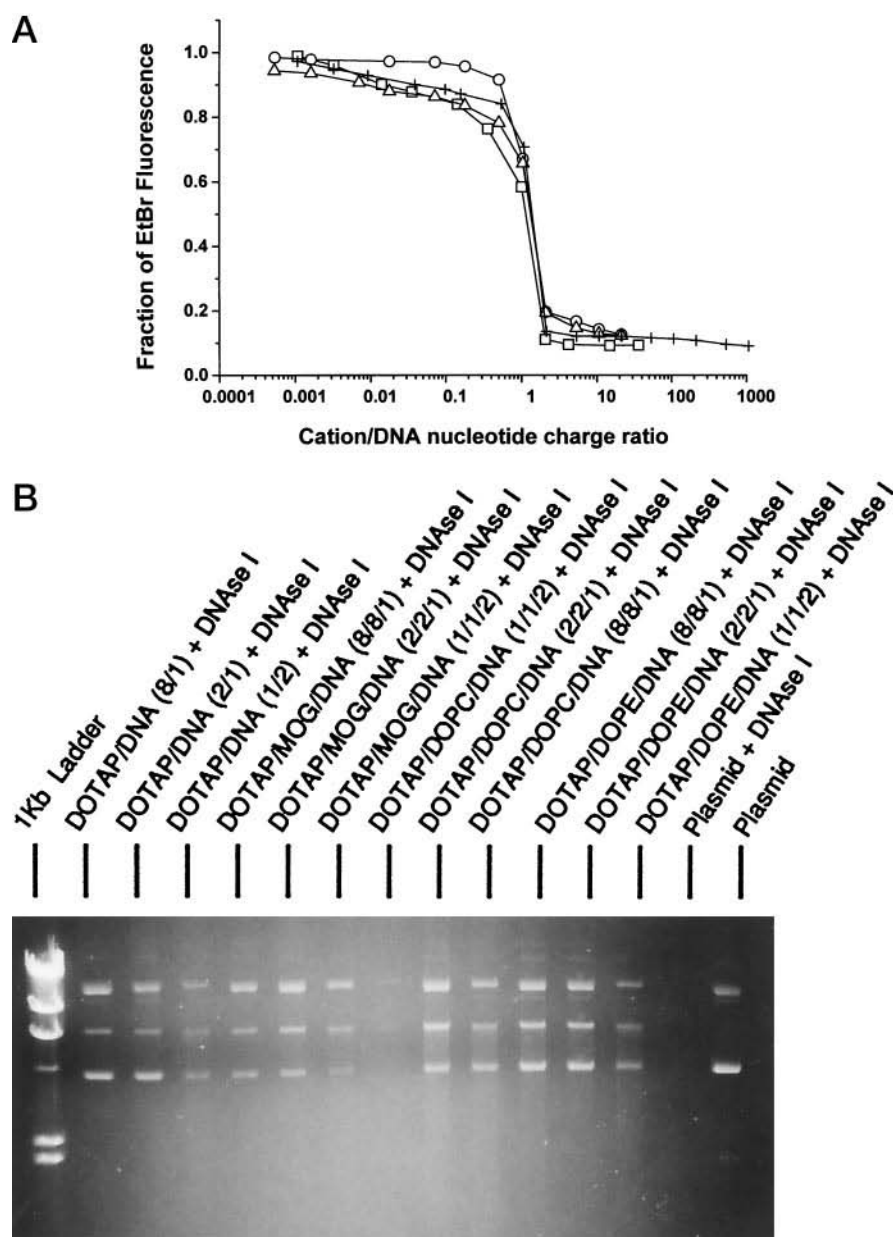 A
Fraction of EtBr Fluorescence
1.0
0.8
0.6
0.4
0.2
0.0
0.0001
0.001
0.01
0.1
1
10
100
1000
Cation/DNA nucleotide charge ratio
B
1Kb Ladder
DOTAP/DNA (8/1) + DNAse I
DOTAP/DNA (2/1) + DNAse I
DOTAP/DNA (1/2) + DNAse I
DOTAP/MOG/DNA (8/8/1) + DNAse I
DOTAP/MOG/DNA (2/2/1) + DNAse I
DOTAP/MOG/DNA (1/1/2) + DNAse I
DOTAP/DOPC/DNA (1/1/2) + DNAse I
DOTAP/DOPC/DNA (2/2/1) + DNAse I
DOTAP/DOPC/DNA (8/8/1) + DNAse I
DOTAP/DOPE/DNA (8/8/1) + DNAse I
DOTAP/DOPE/DNA (2/2/1) + DNAse I
DOTAP/DOPE/DNA (1/1/2) + DNAse I
Plasmid + DNAse I
Plasmid